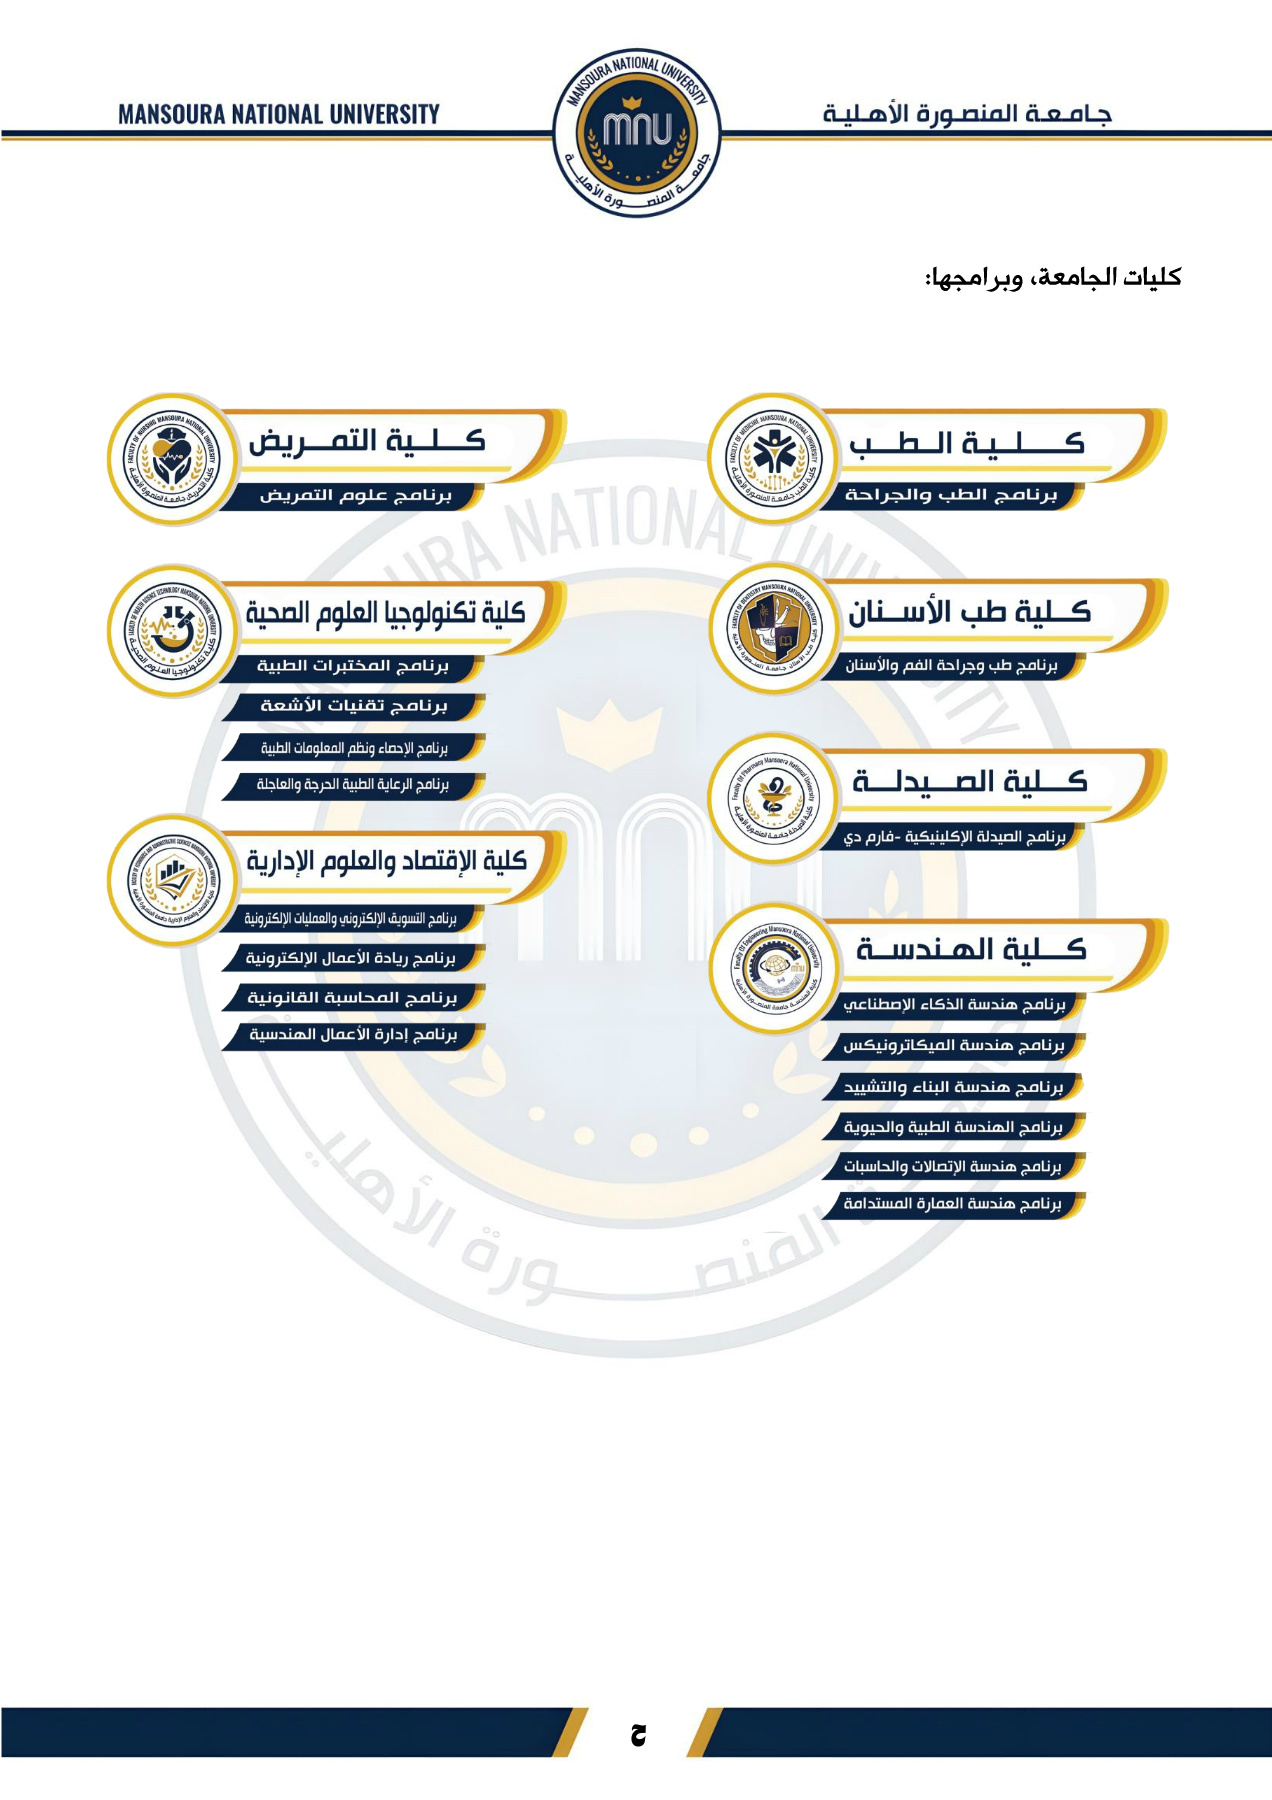 MANSOURA NATIONAL UNIVERSITY
جامعة المنصورة الأهلية
MANSOURA NATIONAL UNIVERSITY
mnu
جامعة المنصورة الأهلية
كليات الجامعة، وبرامجها:
كلية الطب
برنامج الطب والجراحة
كلية طب الأسنان
برنامج طب وجراحة الفم والأسنان
كلية الصيدلة
برنامج الصيدلة الإكلينيكية -فارم دي
كلية الهندسة
برنامج هندسة الذكاء الإصطناعي
برنامج هندسة الميكاترونيكس
برنامج هندسة البناء والتشييد
برنامج الهندسة الطبية والحيوية
برنامج هندسة الإتصالات والحاسبات
برنامج هندسة العمارة المستدامة
كلية التمريض
برنامج علوم التمريض
كلية تكنولوجيا العلوم الصحية
برنامج المختبرات الطبية
برنامج تقنيات الأشعة
برنامج الإحصاء ونظم المعلومات الطبية
برنامج الرعاية الطبية الحرجة والعاجلة
كلية الإقتصاد والعلوم الإدارية
برنامج التسويق الإلكتروني والعمليات الإلكترونية
برنامج ريادة الأعمال الإلكترونية
برنامج المحاسبة القانونية
برنامج إدارة الأعمال الهندسية
ح